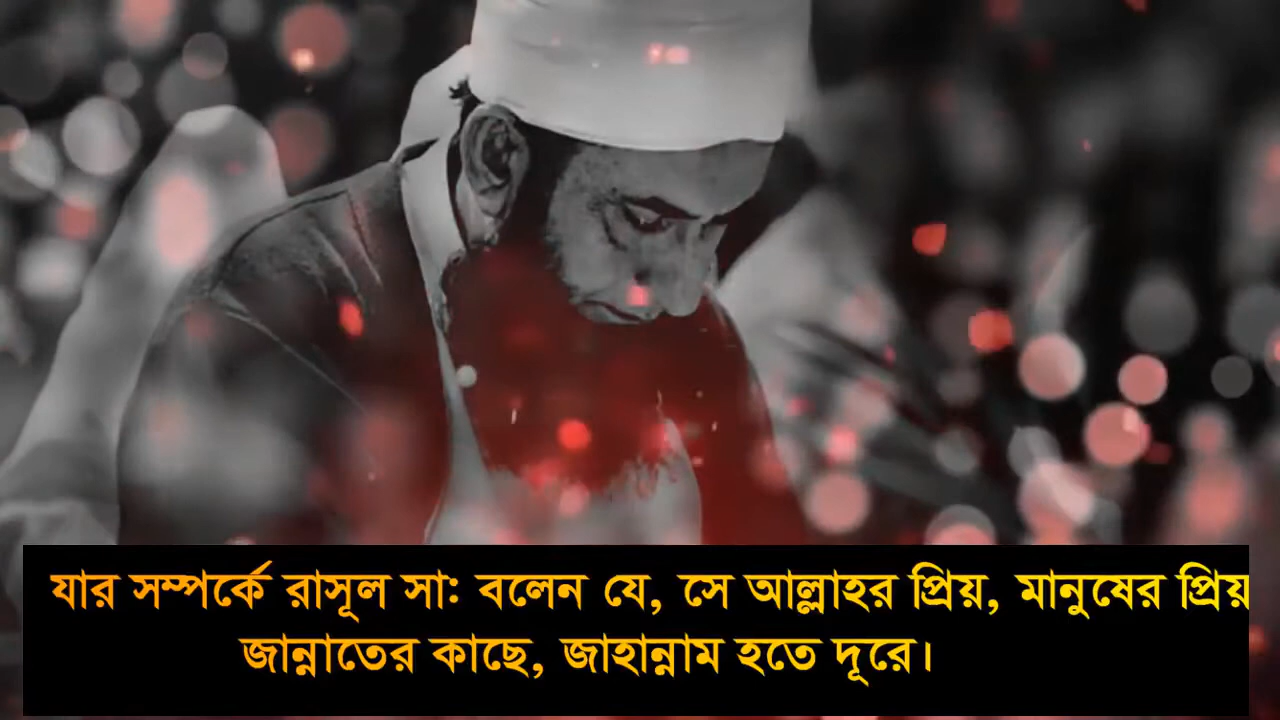 যার সম্পর্কে রাসূল সা: বলেন যে, সে আল্লাহর প্রিয়, মানুষের প্রিয়
জান্নাতের কাছে, জাহান্নাম হতে দূরে।